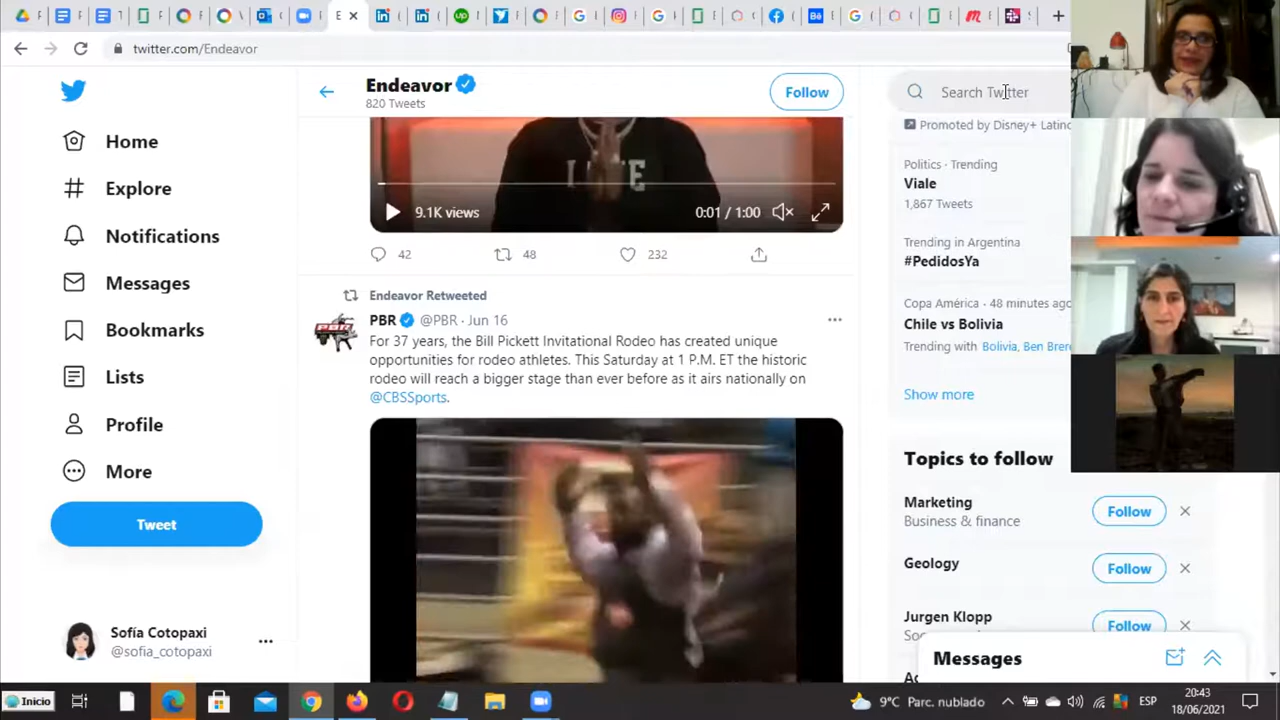 twitter.com/Endeavor
Home
Explore
Notifications
Messages
Bookmarks
Lists
Profile
More
Tweet
Sofía Cotopaxi
@sofia_cotopaxi
Endeavor
820 Tweets
Follow
9.1K views
0:01 / 1:00
42
48
232
Endeavor Retweeted
PBR
@PBR · Jun 16
For 37 years, the Bill Pickett Invitational Rodeo has created unique
opportunities for rodeo athletes. This Saturday at 1 P.M. ET the historic
rodeo will reach a bigger stage than ever before as it airs nationally on
@CBSSports.
Search Twitter
Promoted by Disney+ Latino
Politics · Trending
Viale
1,867 Tweets
Trending in Argentina
#PedidosYa
Copa América · 48 minutes ago
Chile vs Bolivia
Trending with Bolivia, Ben Brere
Show more
Topics to follow
Marketing
Business & finance
Follow
Geology
Follow
Jurgen Klopp
Follow
Messages
Inicio
9°C Parc. nublado
ESP
20:43
18/06/2021